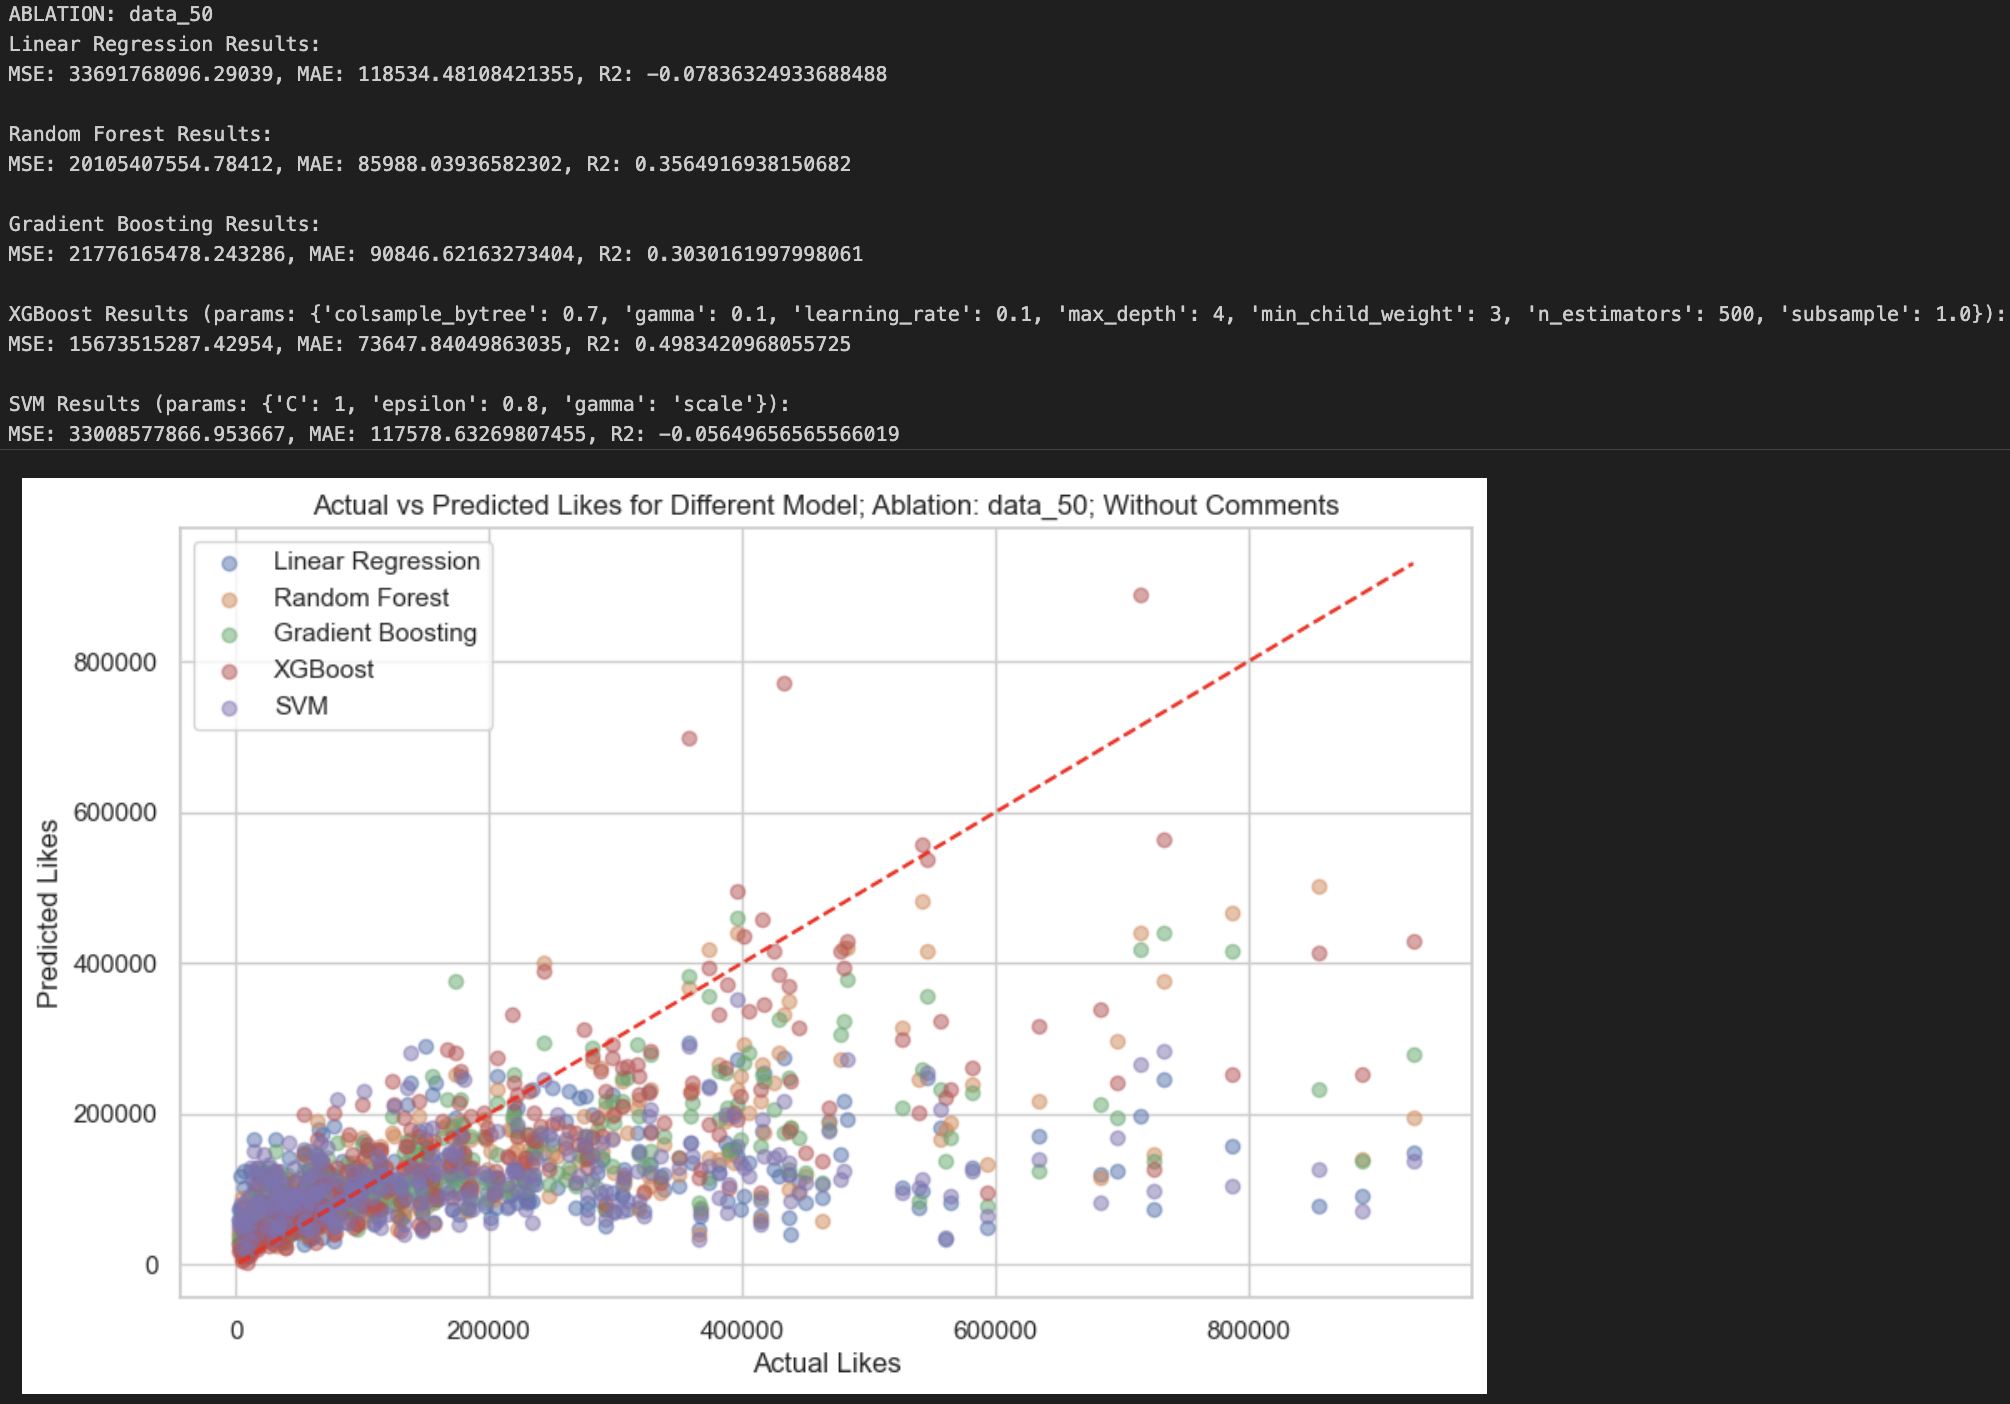 ABLATION: data_50
Linear Regression Results:
MSE: 33691768096.29039, MAE: 118534.48108421355, R2: -0.07836324933688488
Random Forest Results:
MSE: 20105407554.78412, MAE: 85988.03936582302, R2: 0.3564916938150682
Gradient Boosting Results:
MSE: 21776165478.243286, MAE: 90846.62163273404, R2: 0.3030161997998061
XGBoost Results (params: {'colsample_bytree': 0.7, 'gamma': 0.1, 'learning_rate': 0.1, 'max_depth': 4, 'min_child_weight': 3, 'n_estimators': 500, 'subsample': 1.0}):
MSE: 15673515287.42954, MAE: 73647.84049863035, R2: 0.4983420968055725
SVM Results (params: {'C': 1, 'epsilon': 0.8, 'gamma': 'scale'}):
MSE: 33008577866.953667, MAE: 117578.63269807455, R2: -0.05649656565566019
Actual vs Predicted Likes for Different Model; Ablation: data_50; Without Comments
Linear Regression
Random Forest
Gradient Boosting
XGBoost
SVM
Predicted Likes
800000
600000
400000
200000
0
0
200000
400000
600000
800000
Actual Likes